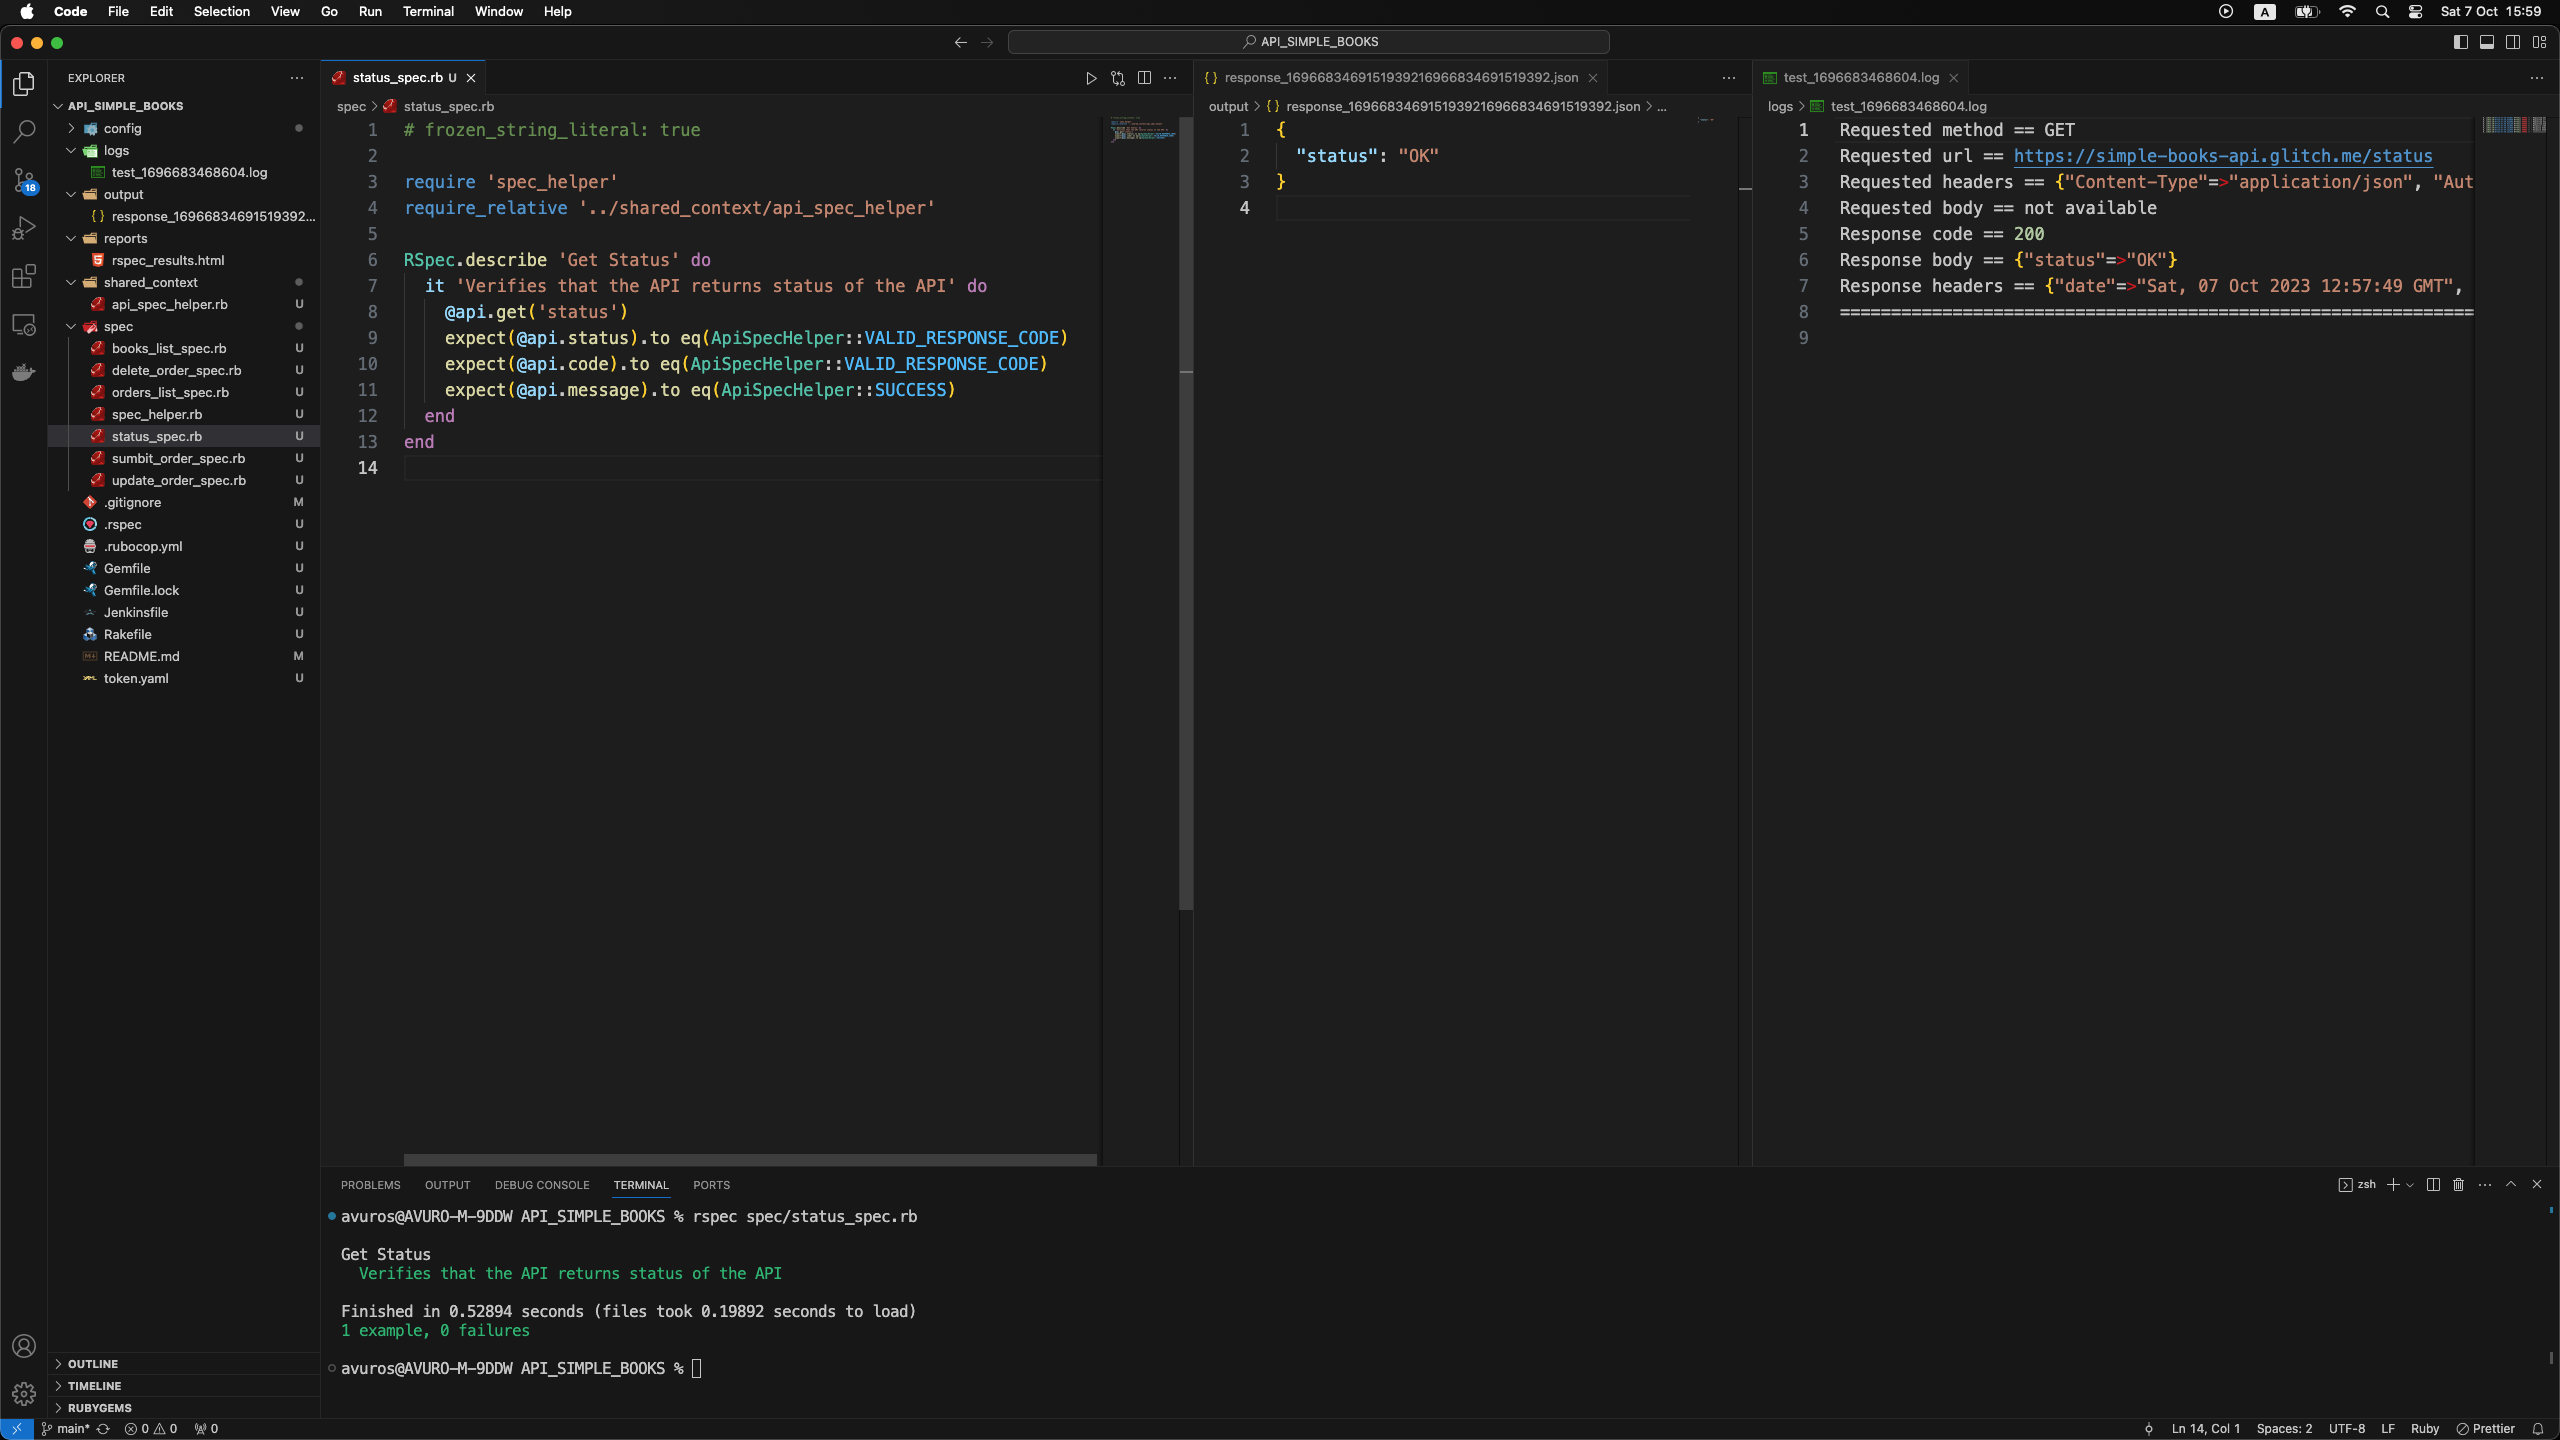 Code File Edit Selection View Go Run Terminal Window Help
A Sat 7 Oct 15:59
API_SIMPLE_BOOKS
EXPLORER
API_SIMPLE_BOOKS
config
logs
test_1696683468604.log
output
response_16966834691519392...
reports
rspec_results.html
shared_context
api_spec_helper.rb U
spec
books_list_spec.rb U
delete_order_spec.rb U
orders_list_spec.rb U
spec_helper.rb U
status_spec.rb U
sumbit_order_spec.rb U
update_order_spec.rb U
.gitignore M
.rspec U
.rubocop.yml U
Gemfile U
Gemfile.lock U
Jenkinsfile U
Rakefile U
README.md M
token.yaml U
OUTLINE
TIMELINE
RUBYGEMS
18
status_spec.rb U
spec > status_spec.rb
1 # frozen_string_literal: true
2
3 require 'spec_helper'
4 require_relative '../shared_context/api_spec_helper'
5
6 RSpec.describe 'Get Status' do
7 it 'Verifies that the API returns status of the API' do
8 @api.get('status')
9 expect(@api.status).to eq(ApiSpecHelper::VALID_RESPONSE_CODE)
10 expect(@api.code).to eq(ApiSpecHelper::VALID_RESPONSE_CODE)
11 expect(@api.message).to eq(ApiSpecHelper::SUCCESS)
12 end
13 end
14
{} response_16966834691519392​16966834691519392.json
output > {} response_1696683469151939216966834691519392.json > ...
1 {
2 "status": "OK"
3 }
4
test_1696683468604.log
logs > test_1696683468604.log
1 Requested method == GET
2 Requested url == https://simple-books-api.glitch.me/status
3 Requested headers == {"Content-Type"=>"application/json", "Aut
4 Requested body == not available
5 Response code == 200
6 Response body == {"status"=>"OK"}
7 Response headers == {"date"=>"Sat, 07 Oct 2023 12:57:49 GMT",
8 ==============================================================
9
PROBLEMS OUTPUT DEBUG CONSOLE TERMINAL PORTS
zsh
avuros@AVURO-M-9DDW API_SIMPLE_BOOKS % rspec spec/status_spec.rb
Get Status
Verifies that the API returns status of the API
Finished in 0.52894 seconds (files took 0.19892 seconds to load)
1 example, 0 failures
avuros@AVURO-M-9DDW API_SIMPLE_BOOKS %
main* 0 0 0
Ln 14, Col 1 Spaces: 2 UTF-8 LF Ruby Prettier